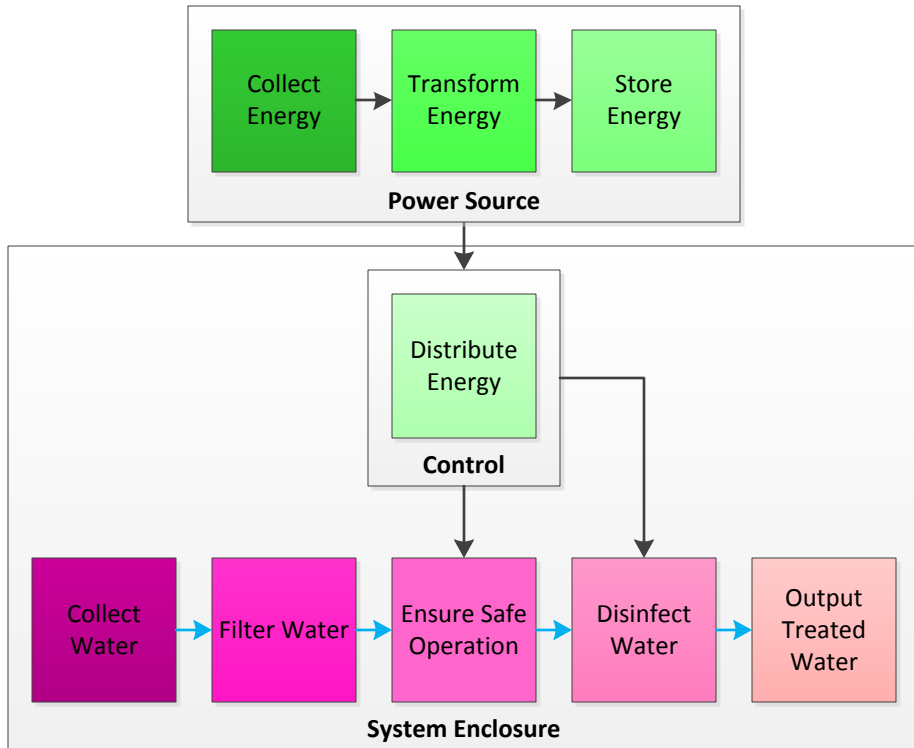 Collect
Energy
Transform
Energy
Store
Energy
Power Source
Distribute
Energy
Control
Collect
Water
Filter Water
Ensure Safe
Operation
Disinfect
Water
Output
Treated
Water
System Enclosure